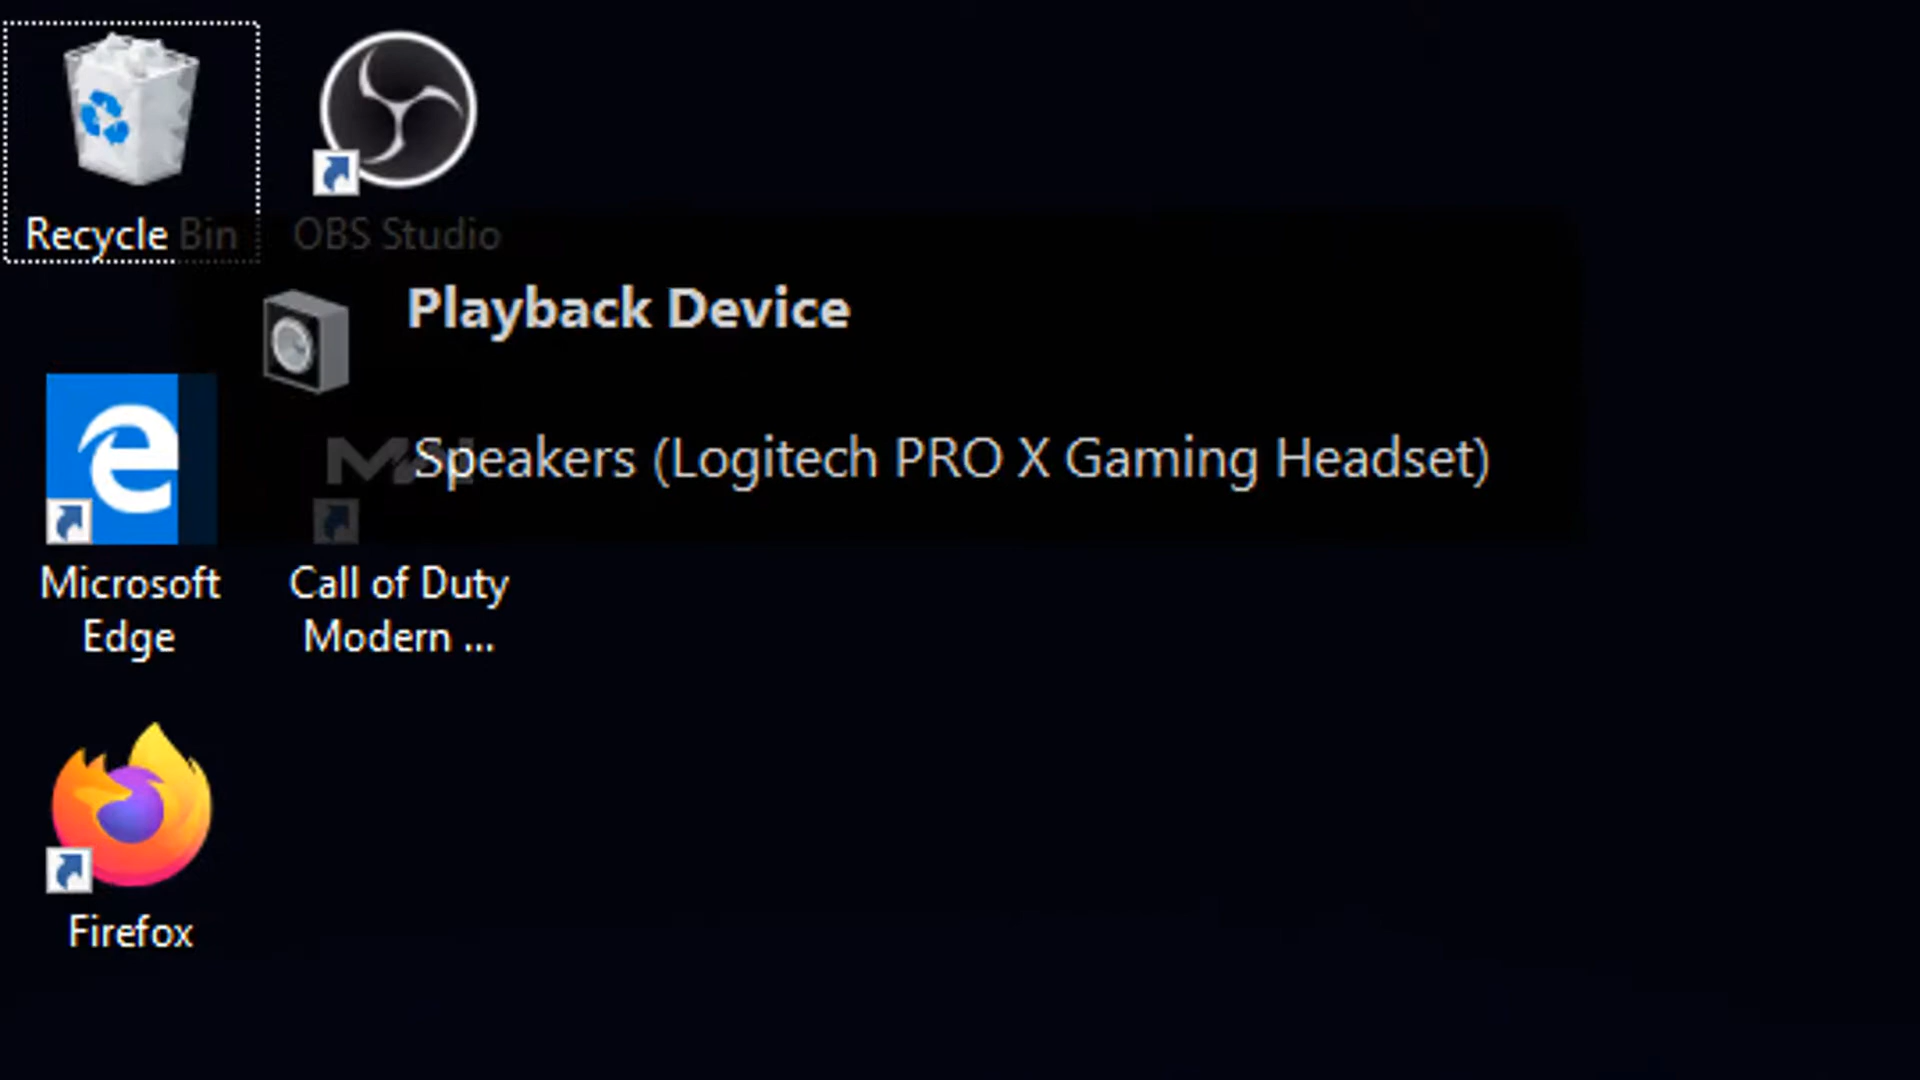 Recycle Bin
OBS Studio
Playback Device
Speakers (Logitech PRO X Gaming Headset)
Microsoft
Edge
Call of Duty
Modern ...
Firefox